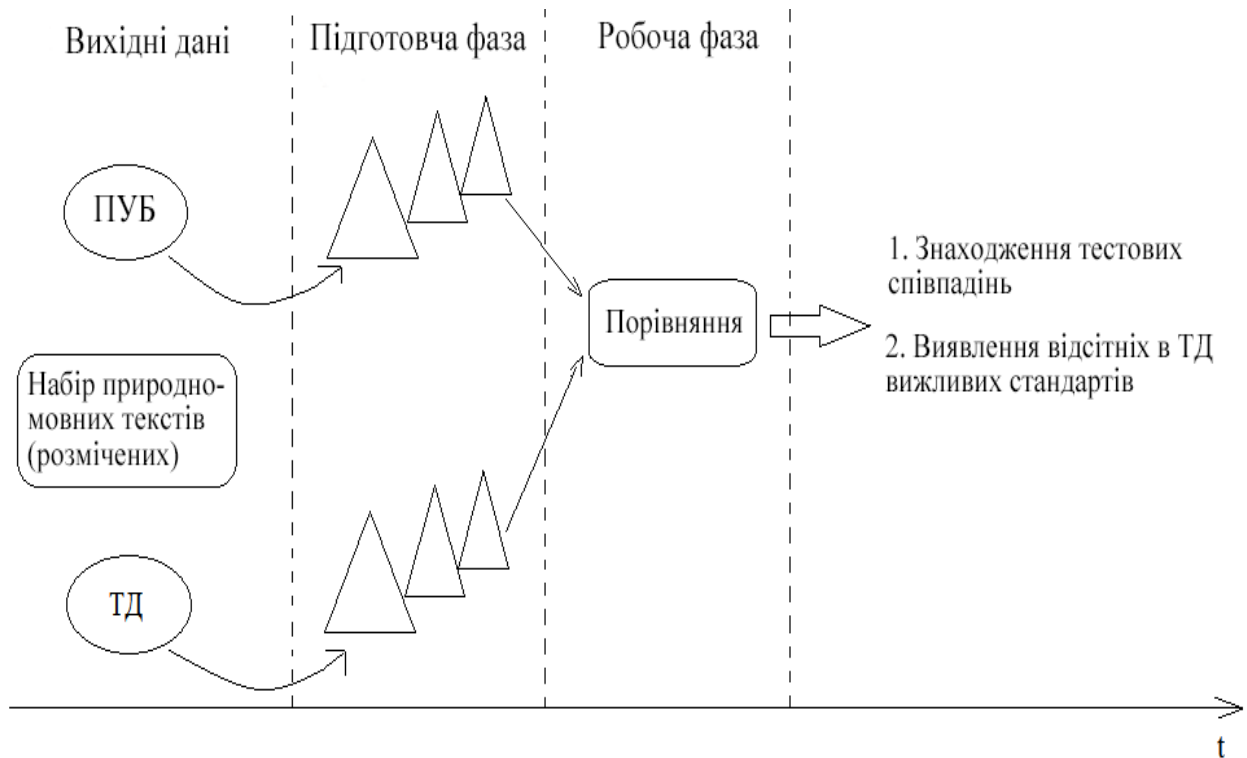 Вихідні дані
Підготовча фаза
Робоча фаза
ПУБ
Набір природно-
мовних текстів
(розмічених)
ТД
Порівняння
1. Знаходження тестових
співпадінь
2. Виявлення відсітніх в ТД
вижливих стандартів
t